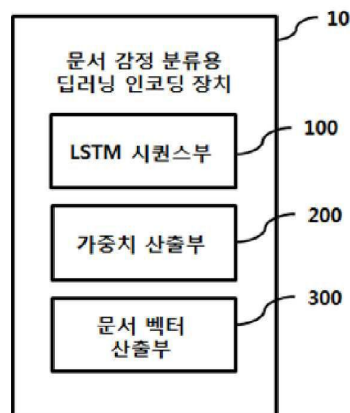 10
문서 감정 분류용
딥러닝 인코딩 장치
LSTM 시퀀스부
100
가중치 산출부
200
문서 벡터
산출부
300